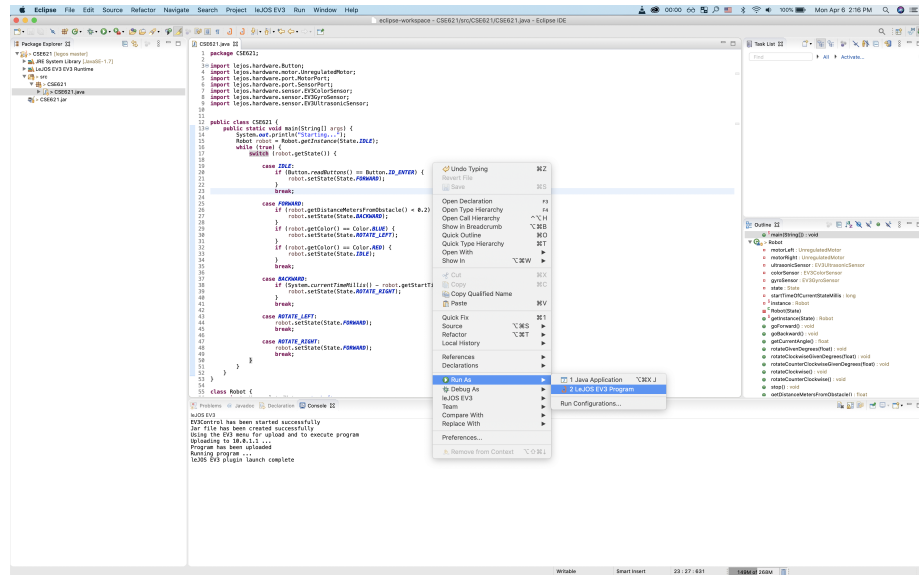 Eclipse File Edit Source Refactor Navigate Search Project leJOS EV3 Run Window Help
00:00
100%
Mon Apr 6 2:16 PM
eclipse-workspace - CSE621/src/CSE621/CSE621.java - Eclipse IDE
Package Explorer
> CSE621 [legos master]
JRE System Library [JavaSE-1.7]
LeJOS EV3 EV3 Runtime
> src
> CSE621
> CSE621.java
> CSE621.jar
CSE621.java
1 package CSE621;
2
3 import lejos.hardware.Button;
4 import lejos.hardware.motor.UnregulatedMotor;
5 import lejos.hardware.port.MotorPort;
6 import lejos.hardware.port.SensorPort;
7 import lejos.hardware.sensor.EV3ColorSensor;
8 import lejos.hardware.sensor.EV3GyroSensor;
9 import lejos.hardware.sensor.EV3UltrasonicSensor;
10
11
12 public class CSE621 {
13 public static void main(String[] args) {
14 System.out.println("Starting...");
15 Robot robot = Robot.getInstance(State.IDLE);
16 while (true) {
17 switch (robot.getState()) {
18
19 case IDLE:
20 if (Button.readButtons() == Button.ID_ENTER) {
21 robot.setState(State.FORWARD);
22 }
23 break;
24
25 case FORWARD:
26 if (robot.getDistanceMetersFromObstacle() < 0.2)
27 robot.setState(State.BACKWARD);
28 }
29 if (robot.getColor() == Color.BLUE) {
30 robot.setState(State.ROTATE_LEFT);
31 }
32 if (robot.getColor() == Color.RED) {
33 robot.setState(State.IDLE);
34 }
35 break;
36
37 case BACKWARD:
38 if (System.currentTimeMillis() - robot.getStartTi
39 robot.setState(State.ROTATE_RIGHT);
40 }
41 break;
42
43 case ROTATE_LEFT:
44 robot.setState(State.FORWARD);
45 break;
46
47 case ROTATE_RIGHT:
48 robot.setState(State.FORWARD);
49 break;
50 }
51 }
52 }
53 }
54
55 class Robot {
Undo Typing ⌘Z
Revert File
Save ⌘S
Open Declaration F3
Open Type Hierarchy F4
Open Call Hierarchy ^⌥H
Show in Breadcrumb ⌥⌘B
Quick Outline ⌘O
Quick Type Hierarchy ⌘T
Open With
Show In ⌥⌘W
Cut ⌘X
Copy ⌘C
Copy Qualified Name
Paste ⌘V
Quick Fix ⌘1
Source ⌥⌘S
Refactor ⌥⌘T
Local History
References
Declarations
Run As
Debug As
leJOS EV3
Team
Compare With
Replace With
Preferences...
Remove from Context
1 Java Application ⌥⌘X J
2 LeJOS EV3 Program
Run Configurations...
Task List
Find
All
Activate...
Outline
main(String[]) : void
Robot
motorLeft : UnregulatedMotor
motorRight : UnregulatedMotor
ultrasonicSensor : EV3UltrasonicSensor
colorSensor : EV3ColorSensor
gyroSensor : EV3GyroSensor
state : State
startTimeOfCurrentStateMillis : long
instance : Robot
Robot(State)
getInstance(State) : Robot
goForward() : void
goBackward() : void
getCurrentAngle() : float
rotateGivenDegrees(float) : void
rotateClockwiseGivenDegrees(float) : void
rotateCounterClockwiseGivenDegrees(float) : void
rotateClockwise() : void
rotateCounterClockwise() : void
stop() : void
getDistanceMetersFromObstacle() : float
Problems Javadoc Declaration Console
leJOS EV3
EV3Control has been started successfully
Jar file has been created successfully
Using the EV3 menu for upload and to execute program
Uploading to 10.0.1.1 ...
Program has been uploaded
Running program ...
leJOS EV3 plugin launch complete
Writable
Smart Insert
23 : 27 : 631
149M of 268M